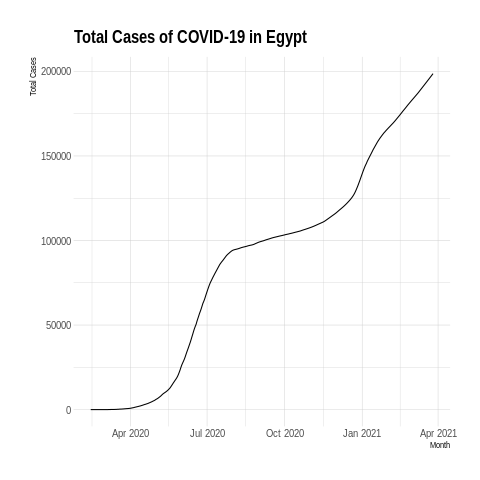 Total Cases of COVID-19 in Egypt
Total Cases
200000
150000
100000
50000
0
Apr 2020 Jul 2020 Oct 2020 Jan 2021 Apr 2021
Month